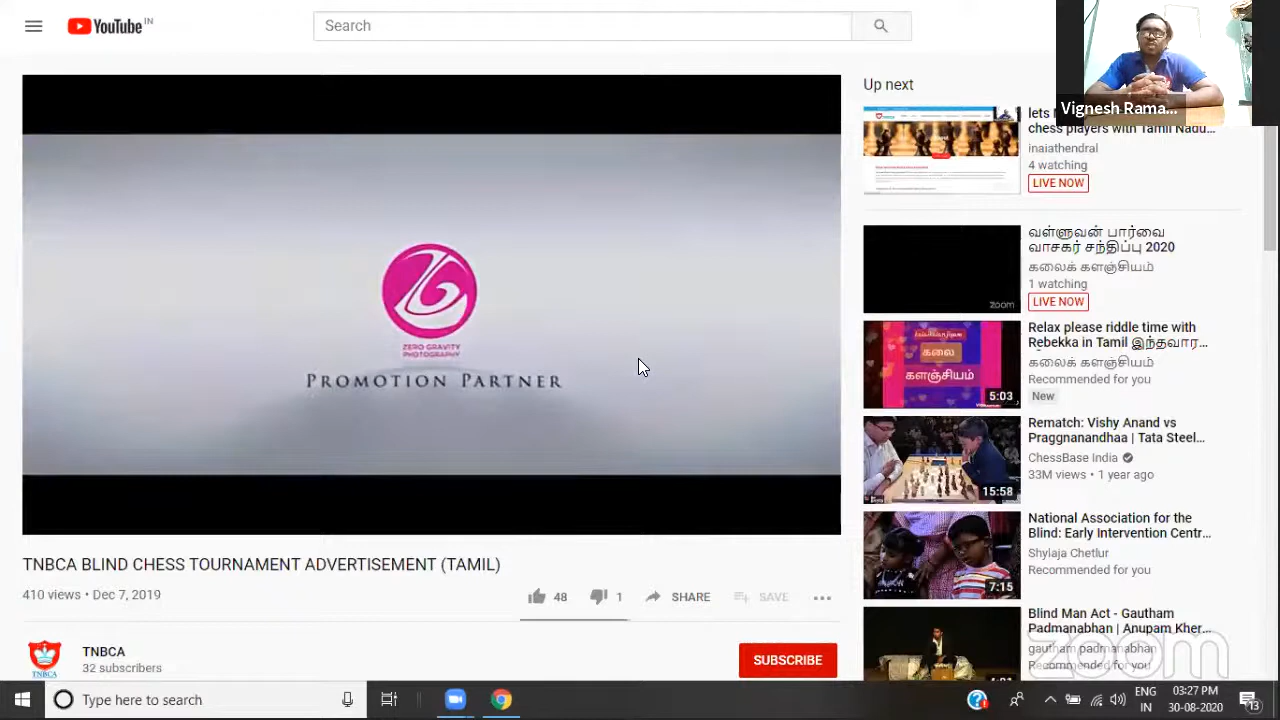 YouTube IN
Search
Vignesh Rama...
ZERO GRAVITY
PHOTOGRAPHY
PROMOTION PARTNER
TNBCA BLIND CHESS TOURNAMENT ADVERTISEMENT (TAMIL)
410 views • Dec 7, 2019
48
1
SHARE
SAVE
TNBCA
TNBCA
32 subscribers
SUBSCRIBE
Up next
lets
chess players with Tamil Nadu...
inaiathendral
4 watching
LIVE NOW
zoom
வள்ளுவன் பார்வை
வாசகர் சந்திப்பு 2020
கலைக் களஞ்சியம்
1 watching
LIVE NOW
கலை
களஞ்சியம்
5:03
Relax please riddle time with
Rebekka in Tamil இந்தவார...
கலைக் களஞ்சியம்
Recommended for you
New
15:58
Rematch: Vishy Anand vs
Praggnanandhaa | Tata Steel...
ChessBase India
33M views • 1 year ago
7:15
National Association for the
Blind: Early Intervention Centr...
Shylaja Chetlur
Recommended for you
Blind Man Act - Gautham
Padmanabhan | Anupam Kher...
gautham padmanabhan
Recommended for you
zoom
Type here to search
ENG
IN
03:27 PM
30-08-2020
13